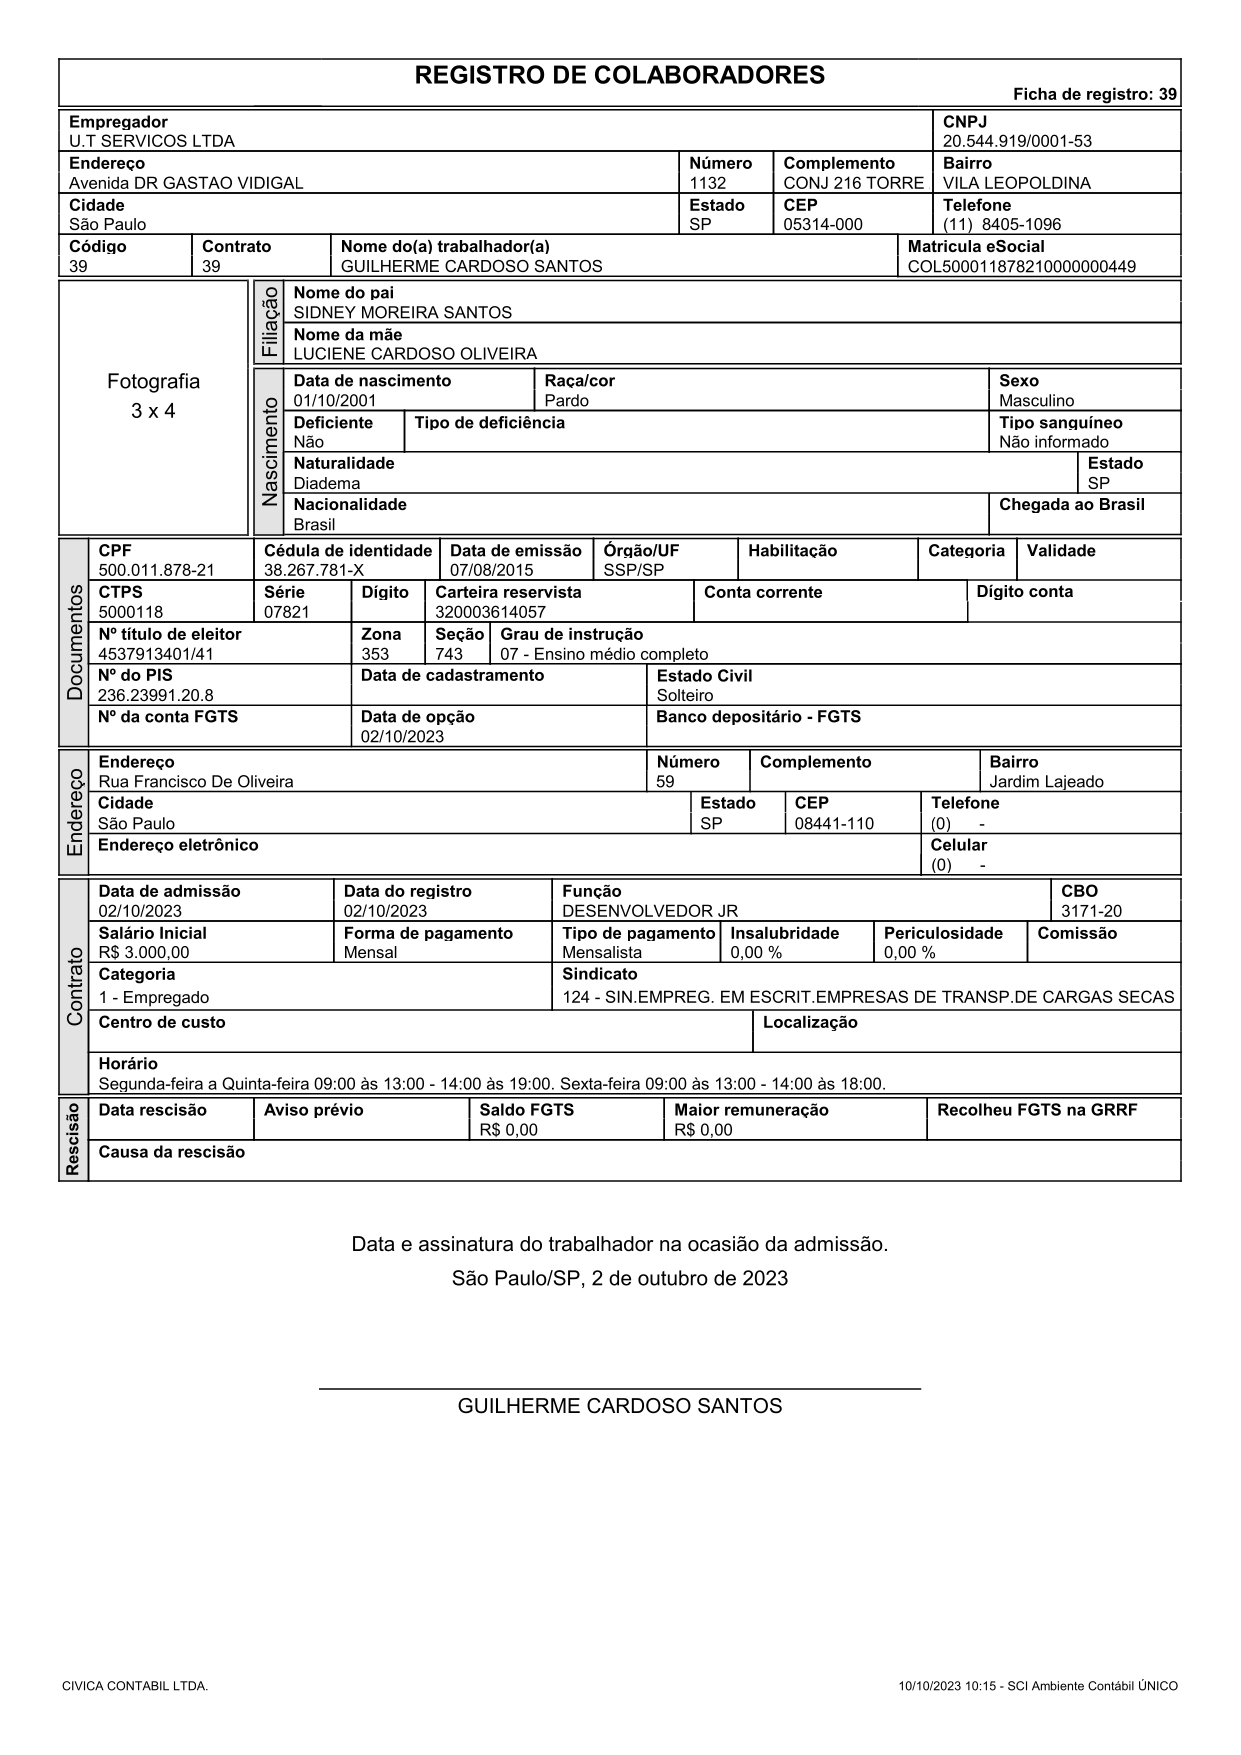 REGISTRO DE COLABORADORES
Ficha de registro: 39
Empregador CNPJ
U.T SERVICOS LTDA 20.544.919/0001-53
Endereço Número Complemento Bairro
Avenida DR GASTAO VIDIGAL 1132 CONJ 216 TORRE VILA LEOPOLDINA
Cidade Estado CEP Telefone
São Paulo SP 05314-000 (11) 8405-1096
Código Contrato Nome do(a) trabalhador(a) Matricula eSocial
39 39 GUILHERME CARDOSO SANTOS COL500011878210000000449
Fotografia
3 x 4
Filiação
Nome do pai
SIDNEY MOREIRA SANTOS
Nome da mãe
LUCIENE CARDOSO OLIVEIRA
Nascimento
Data de nascimento Raça/cor Sexo
01/10/2001 Pardo Masculino
Deficiente Tipo de deficiência Tipo sanguíneo
Não Não informado
Naturalidade Estado
Diadema SP
Nacionalidade Chegada ao Brasil
Brasil
Documentos
CPF Cédula de identidade Data de emissão Órgão/UF Habilitação Categoria Validade
500.011.878-21 38.267.781-X 07/08/2015 SSP/SP
CTPS Série Dígito Carteira reservista Conta corrente Dígito conta
5000118 07821 320003614057
Nº título de eleitor Zona Seção Grau de instrução
4537913401/41 353 743 07 - Ensino médio completo
Nº do PIS Data de cadastramento Estado Civil
236.23991.20.8 Solteiro
Nº da conta FGTS Data de opção Banco depositário - FGTS
02/10/2023
Endereço
Endereço Número Complemento Bairro
Rua Francisco De Oliveira 59 Jardim Lajeado
Cidade Estado CEP Telefone
São Paulo SP 08441-110 (0) -
Endereço eletrônico Celular
(0) -
Contrato
Data de admissão Data do registro Função CBO
02/10/2023 02/10/2023 DESENVOLVEDOR JR 3171-20
Salário Inicial Forma de pagamento Tipo de pagamento Insalubridade Periculosidade Comissão
R$ 3.000,00 Mensal Mensalista 0,00 % 0,00 %
Categoria Sindicato
1 - Empregado 124 - SIN.EMPREG. EM ESCRIT.EMPRESAS DE TRANSP.DE CARGAS SECAS
Centro de custo Localização
Horário
Segunda-feira a Quinta-feira 09:00 às 13:00 - 14:00 às 19:00. Sexta-feira 09:00 às 13:00 - 14:00 às 18:00.
Rescisão
Data rescisão Aviso prévio Saldo FGTS Maior remuneração Recolheu FGTS na GRRF
R$ 0,00 R$ 0,00
Causa da rescisão
Data e assinatura do trabalhador na ocasião da admissão.
São Paulo/SP, 2 de outubro de 2023
GUILHERME CARDOSO SANTOS
CIVICA CONTABIL LTDA. 10/10/2023 10:15 - SCI Ambiente Contábil ÚNICO